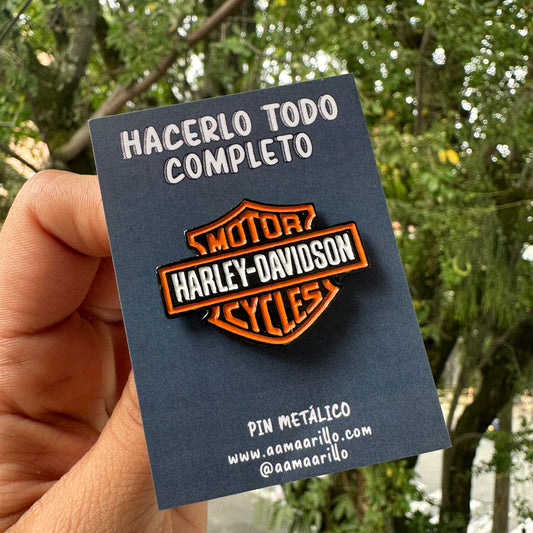 HACERLO TODO
COMPLETO
MOTOR
HARLEY-DAVIDSON
CYCLES
PIN METÁLICO
www.aamaarillo.com
@aamaarillo